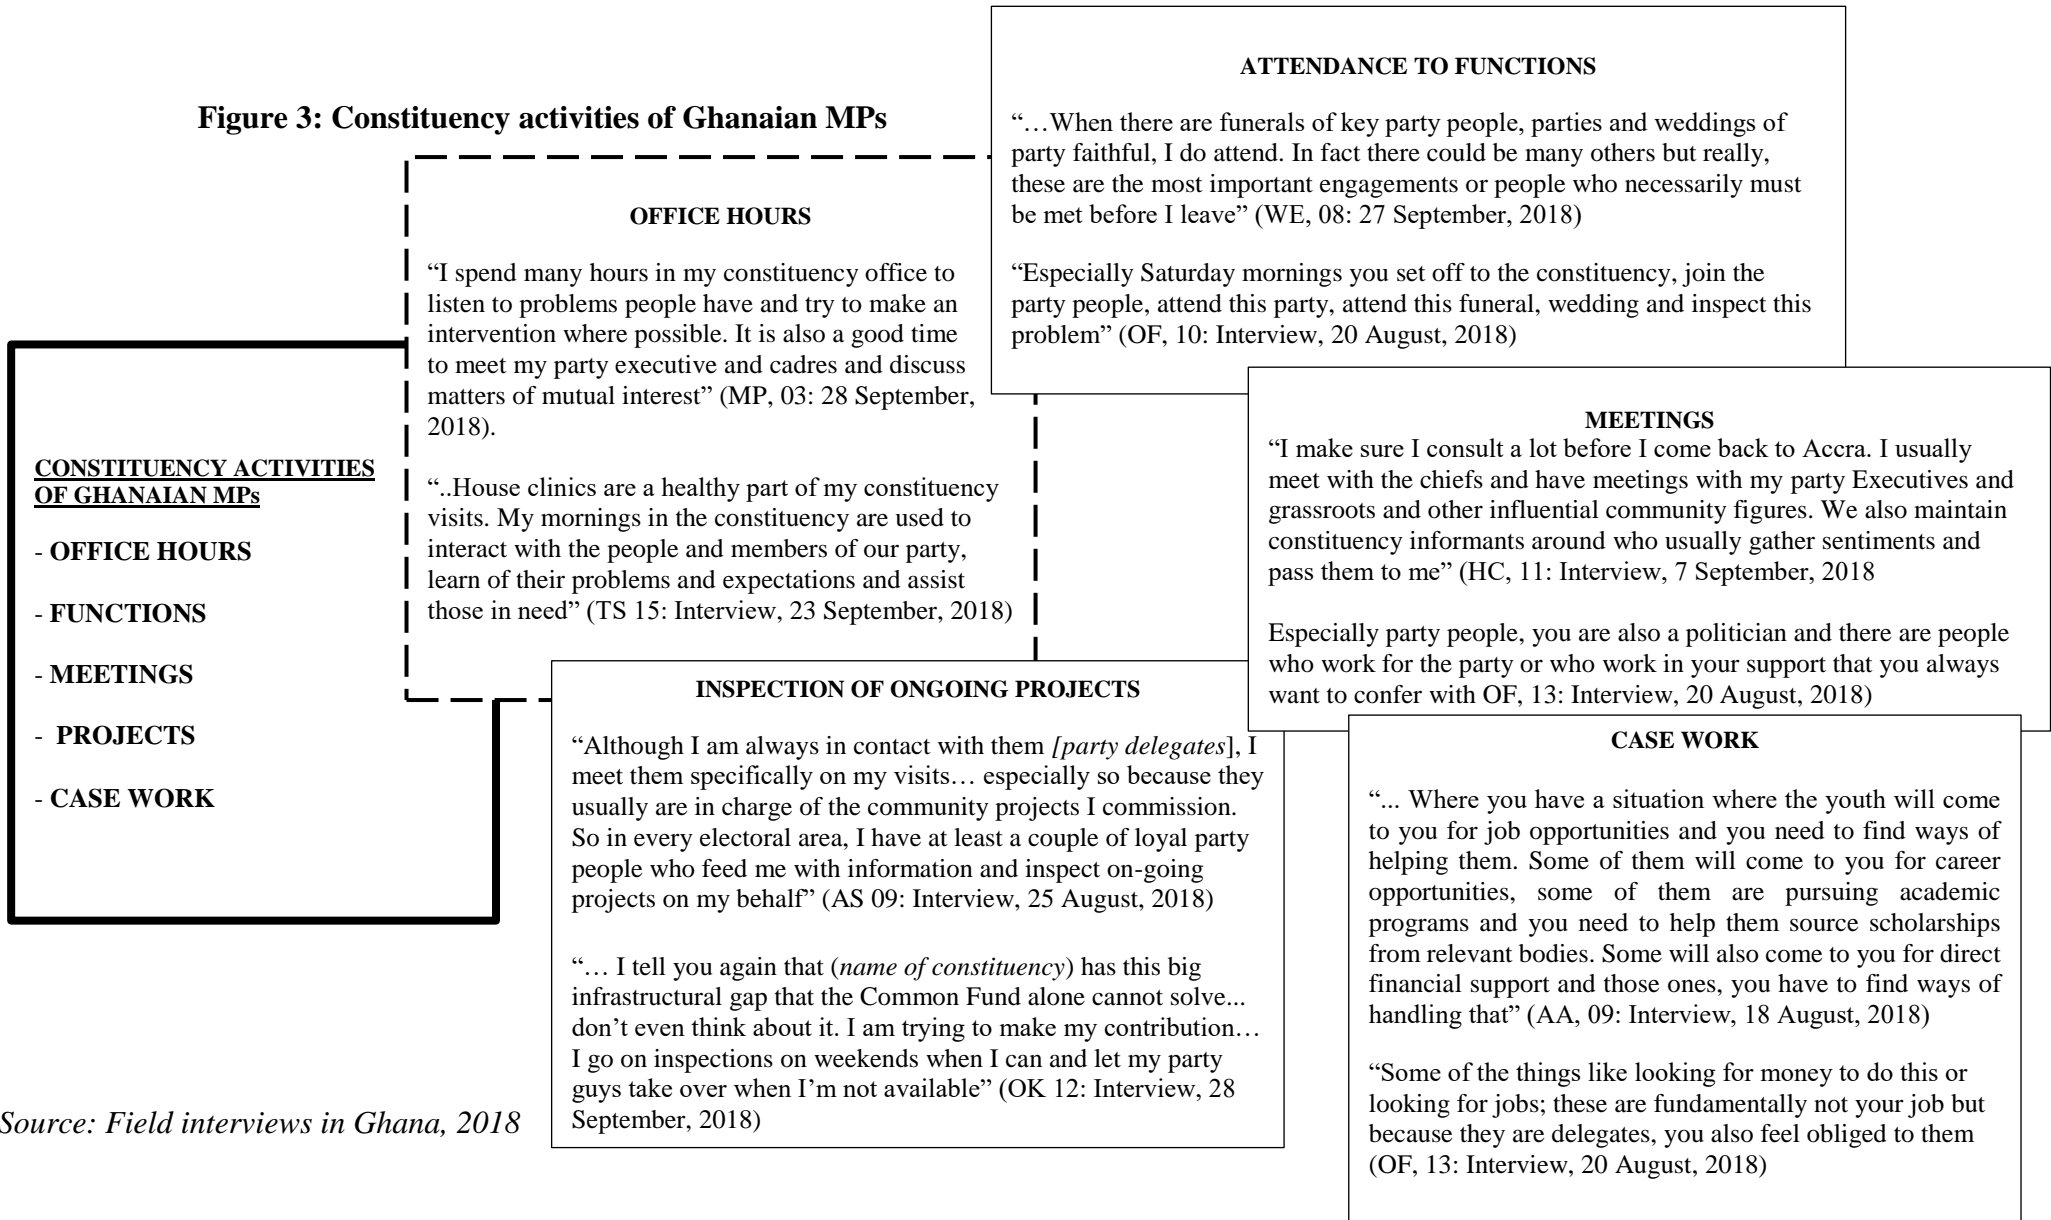 Figure 3: Constituency activities of Ghanaian MPs
CONSTITUENCY ACTIVITIES
OF GHANAIAN MPs
- OFFICE HOURS
- FUNCTIONS
- MEETINGS
- PROJECTS
- CASE WORK
OFFICE HOURS
“I spend many hours in my constituency office to
listen to problems people have and try to make an
intervention where possible. It is also a good time
to meet my party executive and cadres and discuss
matters of mutual interest” (MP, 03: 28 September,
2018).
“..House clinics are a healthy part of my constituency
visits. My mornings in the constituency are used to
interact with the people and members of our party,
learn of their problems and expectations and assist
those in need” (TS 15: Interview, 23 September, 2018)
ATTENDANCE TO FUNCTIONS
“…When there are funerals of key party people, parties and weddings of
party faithful, I do attend. In fact there could be many others but really,
these are the most important engagements or people who necessarily must
be met before I leave” (WE, 08: 27 September, 2018)
“Especially Saturday mornings you set off to the constituency, join the
party people, attend this party, attend this funeral, wedding and inspect this
problem” (OF, 10: Interview, 20 August, 2018)
MEETINGS
“I make sure I consult a lot before I come back to Accra. I usually
meet with the chiefs and have meetings with my party Executives and
grassroots and other influential community figures. We also maintain
constituency informants around who usually gather sentiments and
pass them to me” (HC, 11: Interview, 7 September, 2018
Especially party people, you are also a politician and there are people
who work for the party or who work in your support that you always
want to confer with OF, 13: Interview, 20 August, 2018)
INSPECTION OF ONGOING PROJECTS
“Although I am always in contact with them [party delegates], I
meet them specifically on my visits… especially so because they
usually are in charge of the community projects I commission.
So in every electoral area, I have at least a couple of loyal party
people who feed me with information and inspect on-going
projects on my behalf” (AS 09: Interview, 25 August, 2018)
“… I tell you again that (name of constituency) has this big
infrastructural gap that the Common Fund alone cannot solve...
don’t even think about it. I am trying to make my contribution…
I go on inspections on weekends when I can and let my party
guys take over when I’m not available” (OK 12: Interview, 28
September, 2018)
CASE WORK
“... Where you have a situation where the youth will come
to you for job opportunities and you need to find ways of
helping them. Some of them will come to you for career
opportunities, some of them are pursuing academic
programs and you need to help them source scholarships
from relevant bodies. Some will also come to you for direct
financial support and those ones, you have to find ways of
handling that” (AA, 09: Interview, 18 August, 2018)
“Some of the things like looking for money to do this or
looking for jobs; these are fundamentally not your job but
because they are delegates, you also feel obliged to them
(OF, 13: Interview, 20 August, 2018)
Source: Field interviews in Ghana, 2018